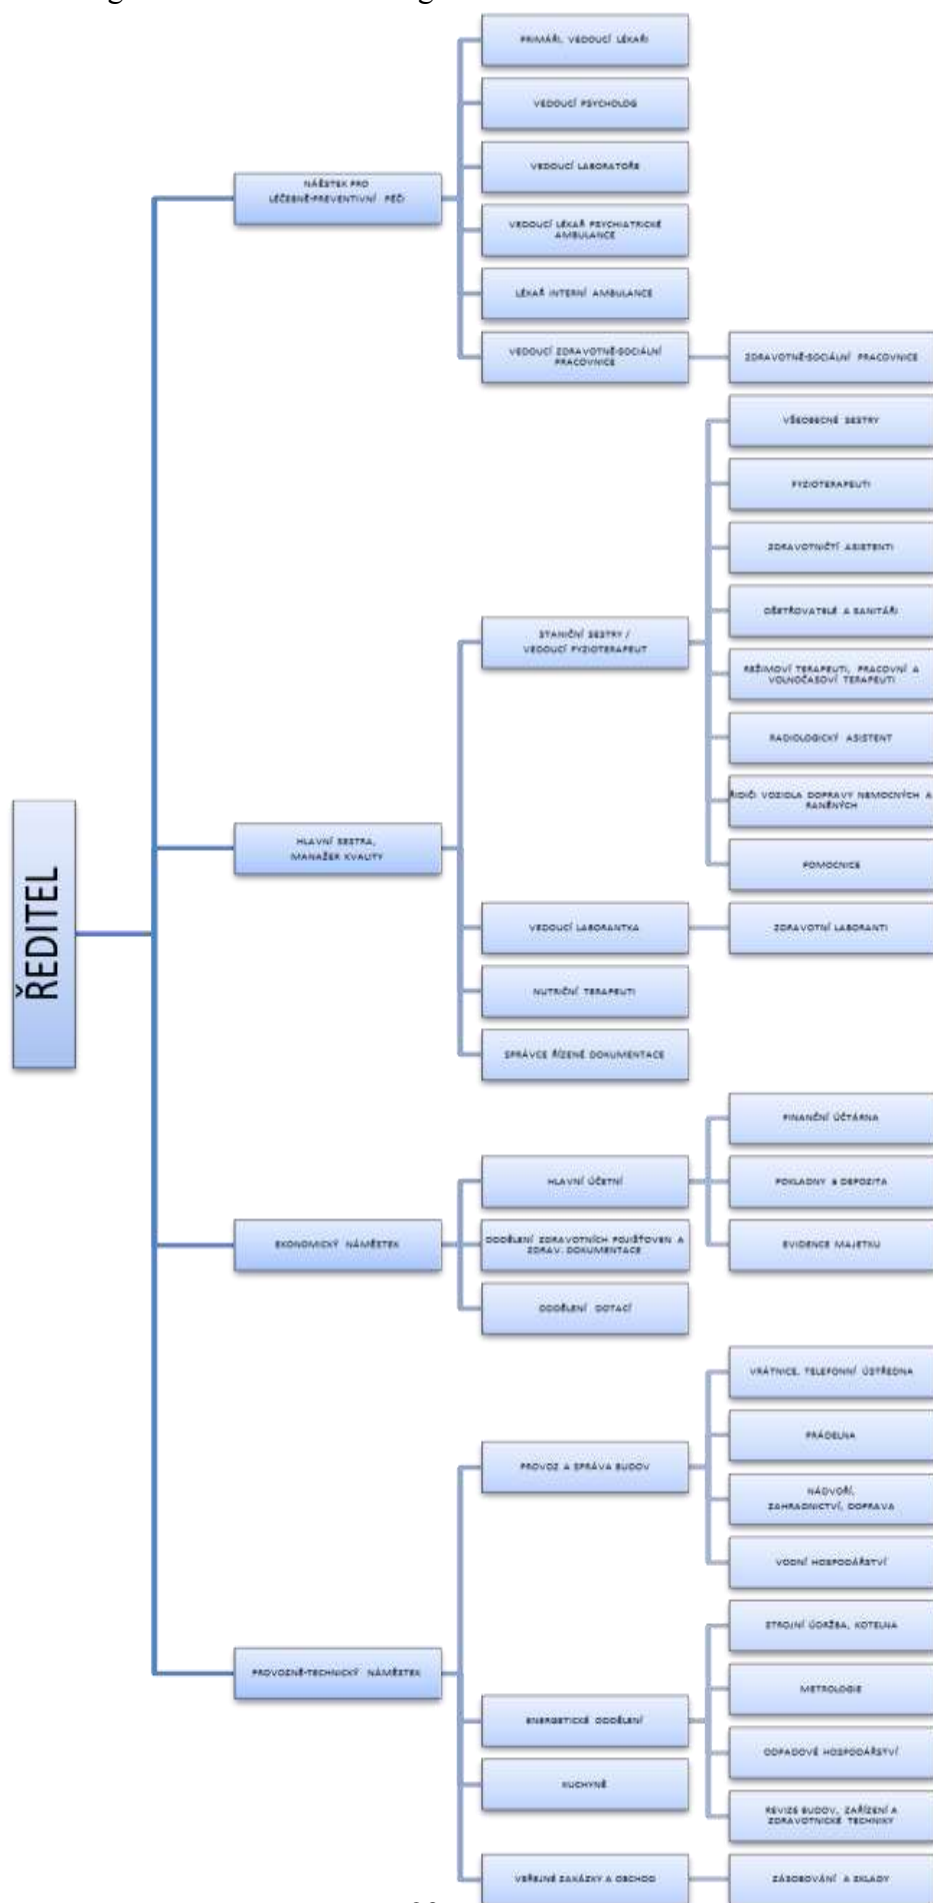 PRIMÁŘI, VEDOUCÍ LÉKAŘI
VEDOUCÍ PSYCHOLOG
VEDOUCÍ LABORATOŘE
NÁĚSTEK PRO
LÉČEBNĚ-PREVENTIVNÍ PÉČI
VEDOUCÍ LÉKAŘ PSYCHIATRICKÉ
AMBULANCE
LÉKAŘ INTERNÍ AMBULANCE
VEDOUCÍ ZDRAVOTNĚ-SOCIÁLNÍ
PRACOVNICE
ZDRAVOTNĚ-SOCIÁLNÍ PRACOVNICE
VŠEOBECNÉ SESTRY
FYZIOTERAPEUTI
ZDRAVOTNIČTÍ ASISTENTI
OŠETŘOVATELÉ A SANITÁŘI
STANIČNÍ SESTRY /
VEDOUCÍ FYZIOTERAPEUT
REŽIMOVÍ TERAPEUTI, PRACOVNÍ A
VOLNOČASOVÍ TERAPEUTI
RADIOLOGICKÝ ASISTENT
ŘIDIČI VOZIDLA DOPRAVY NEMOCNÝCH A
RANĚNÝCH
POMOCNICE
ŘEDITEL
HLAVNÍ SESTRA,
MANAŽER KVALITY
VEDOUCÍ LABORANTKA
ZDRAVOTNÍ LABORANTI
NUTRIČNÍ TERAPEUTI
SPRÁVCE ŘÍZENÉ DOKUMENTACE
FINANČNÍ ÚČTÁRNA
HLAVNÍ ÚČETNÍ
POKLADNY A DEPOZITA
EKONOMICKÝ NÁMĚSTEK
ODDĚLENÍ ZDRAVOTNÍCH POJIŠŤOVEN A
ZDRAV. DOKUMENTACE
EVIDENCE MAJETKU
ODDĚLENÍ DOTACÍ
VRÁTNICE, TELEFONNÍ ÚSTŘEDNA
PRÁDELNA
PROVOZ A SPRÁVA BUDOV
NÁDVOŘÍ,
ZAHRADNICTVÍ, DOPRAVA
VODNÍ HOSPODÁŘSTVÍ
STROJNÍ ÚDRŽBA, KOTELNA
PROVOZNĚ-TECHNICKÝ NÁMĚSTEK
METROLOGIE
ENERGETICKÉ ODDĚLENÍ
ODPADOVÉ HOSPODÁŘSTVÍ
KUCHYNĚ
REVIZE BUDOV, ZAŘÍZENÍ A
ZDRAVOTNICKÉ TECHNIKY
VEŘEJNÉ ZAKÁZKY A OBCHOD
ZÁSOBOVÁNÍ A SKLADY